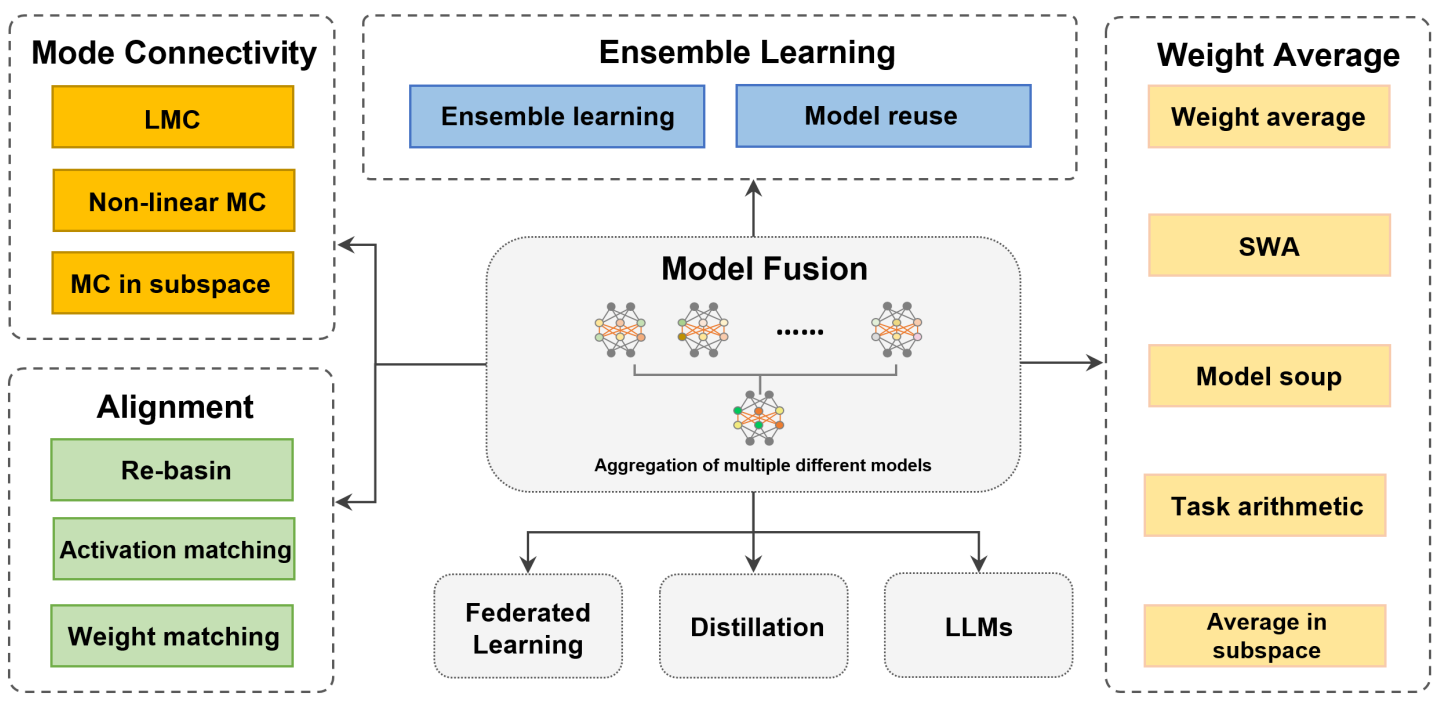 Mode Connectivity
LMC
Non-linear MC
MC in subspace
Alignment
Re-basin
Activation matching
Weight matching
Ensemble Learning
Ensemble learning
Model reuse
Model Fusion
......
Aggregation of multiple different models
Federated
Learning
Distillation
LLMs
Weight Average
Weight average
SWA
Model soup
Task arithmetic
Average in
subspace